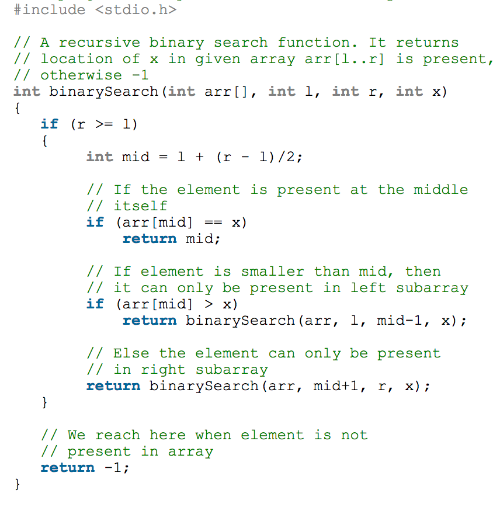 #include <stdio.h>
// A recursive binary search function. It returns
// location of x in given array arr[l..r] is present,
// otherwise -1
int binarySearch(int arr[], int l, int r, int x)
{
if (r >= l)
{
int mid = l + (r - l)/2;
// If the element is present at the middle
// itself
if (arr[mid] == x)
return mid;
// If element is smaller than mid, then
// it can only be present in left subarray
if (arr[mid] > x)
return binarySearch(arr, l, mid-1, x);
// Else the element can only be present
// in right subarray
return binarySearch(arr, mid+1, r, x);
}
// We reach here when element is not
// present in array
return -1;
}